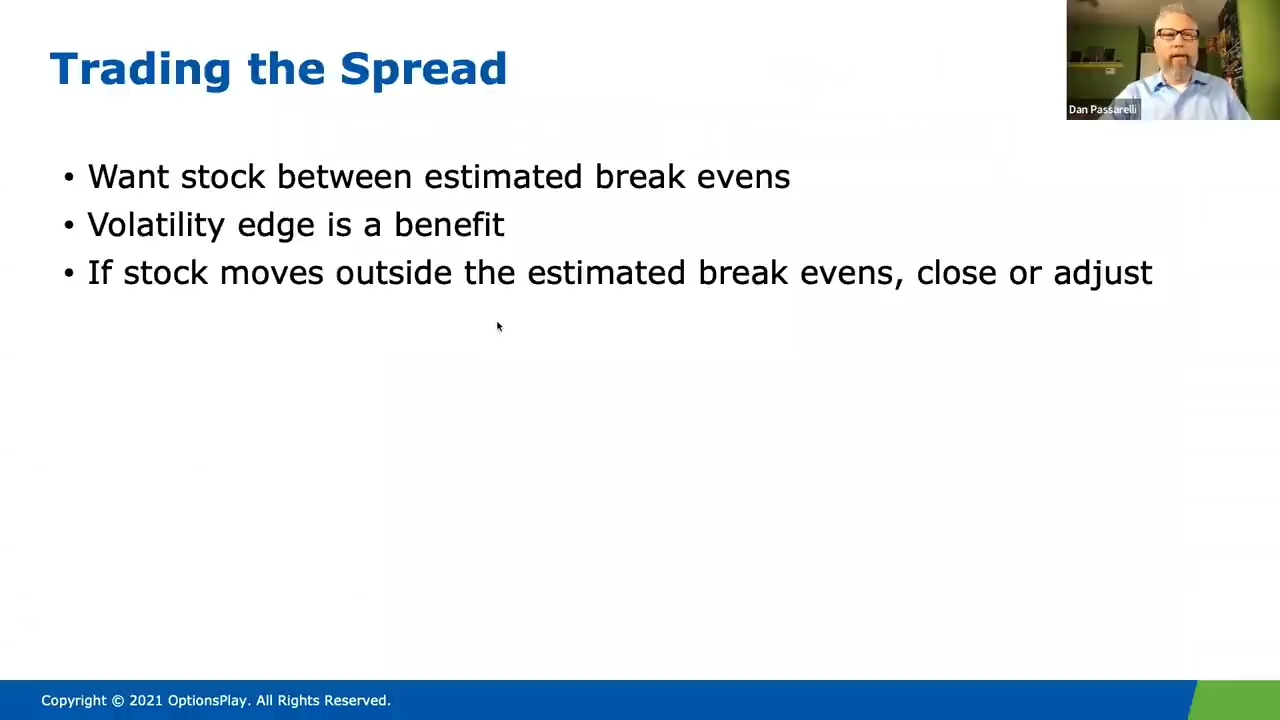 Trading the Spread
Dan Passarelli
• Want stock between estimated break evens
• Volatility edge is a benefit
• If stock moves outside the estimated break evens, close or adjust
Copyright © 2021 OptionsPlay. All Rights Reserved.